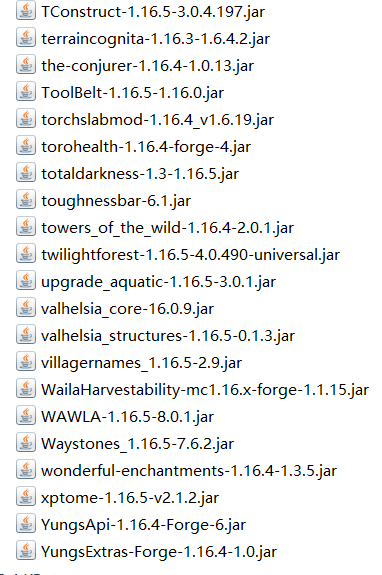 TConstruct-1.16.5-3.0.4.197.jar
terraincognita-1.16.3-1.6.4.2.jar
the-conjurer-1.16.4-1.0.13.jar
ToolBelt-1.16.5-1.16.0.jar
torchslabmod-1.16.4_v1.6.19.jar
torohealth-1.16.4-forge-4.jar
totaldarkness-1.3-1.16.5.jar
toughnessbar-6.1.jar
towers_of_the_wild-1.16.4-2.0.1.jar
twilightforest-1.16.5-4.0.490-universal.jar
upgrade_aquatic-1.16.5-3.0.1.jar
valhelsia_core-16.0.9.jar
valhelsia_structures-1.16.5-0.1.3.jar
villagernames_1.16.5-2.9.jar
WailaHarvestability-mc1.16.x-forge-1.1.15.jar
WAWLA-1.16.5-8.0.1.jar
Waystones_1.16.5-7.6.2.jar
wonderful-enchantments-1.16.4-1.3.5.jar
xptome-1.16.5-v2.1.2.jar
YungsApi-1.16.4-Forge-6.jar
YungsExtras-Forge-1.16.4-1.0.jar